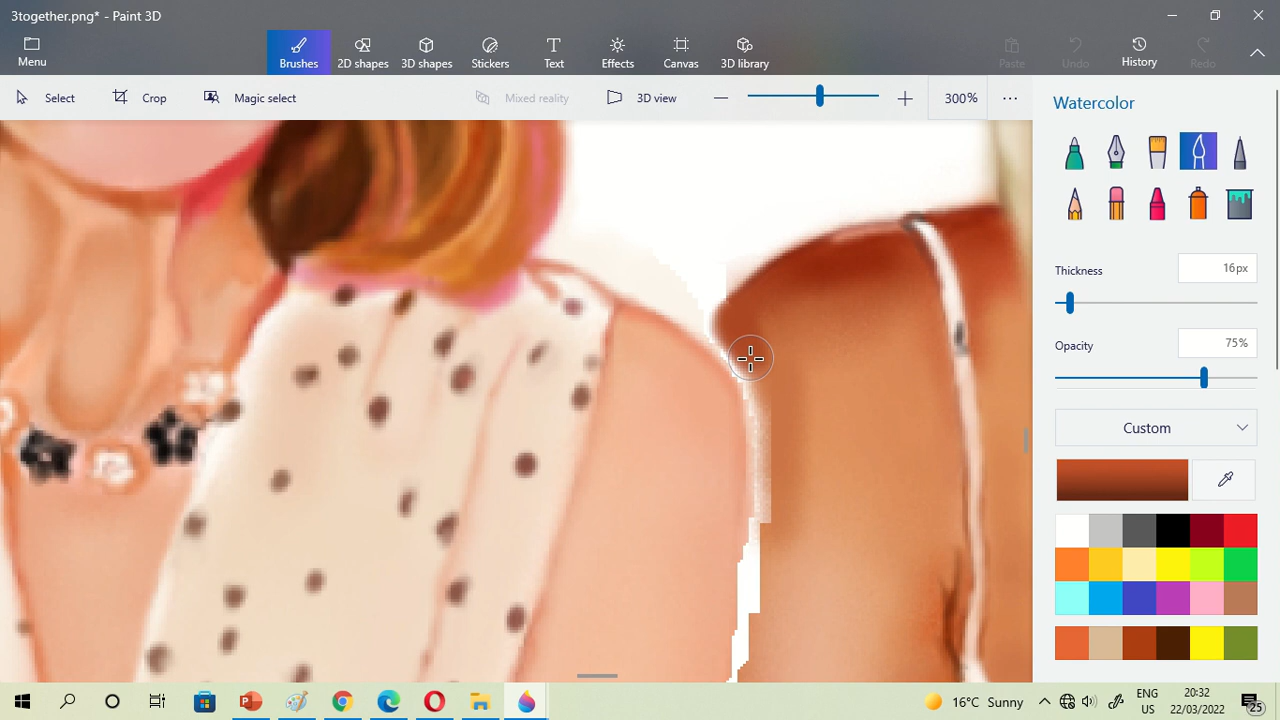 3together.png* - Paint 3D
Menu
Brushes
2D shapes
3D shapes
Stickers
Text
Effects
Canvas
3D library
Paste
Undo
History
Redo
Select
Crop
Magic select
Mixed reality
3D view
300%
Watercolor
Thickness
16px
Opacity
75%
Custom
16°C Sunny
ENG
US
20:32
22/03/2022
25